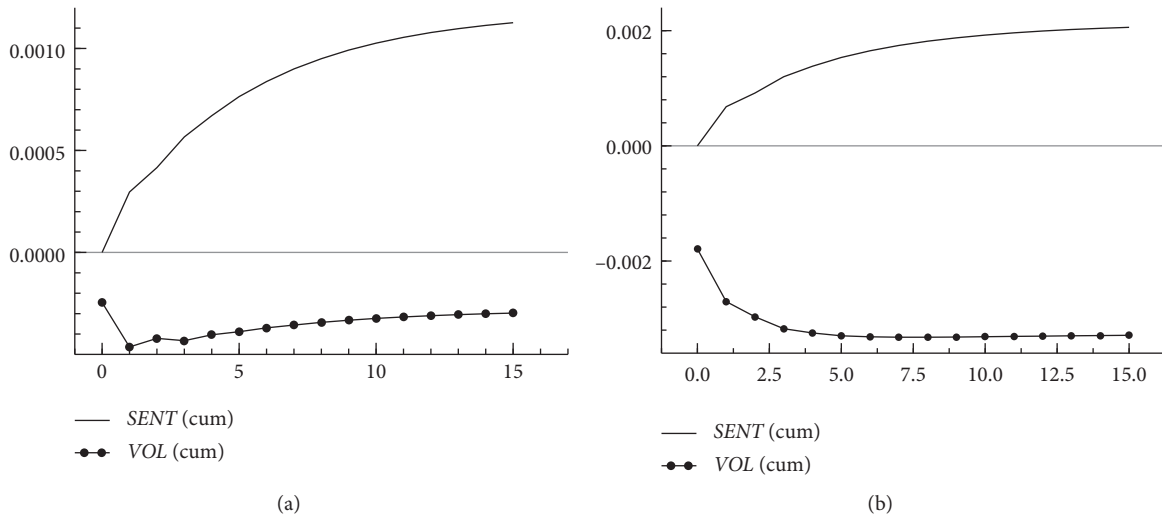 0.0010
0.0005
0.0000
0 5 10 15
SENT (cum)
VOL (cum)
(a)
0.002
0.000
–0.002
0.0 2.5 5.0 7.5 10.0 12.5 15.0
SENT (cum)
VOL (cum)
(b)